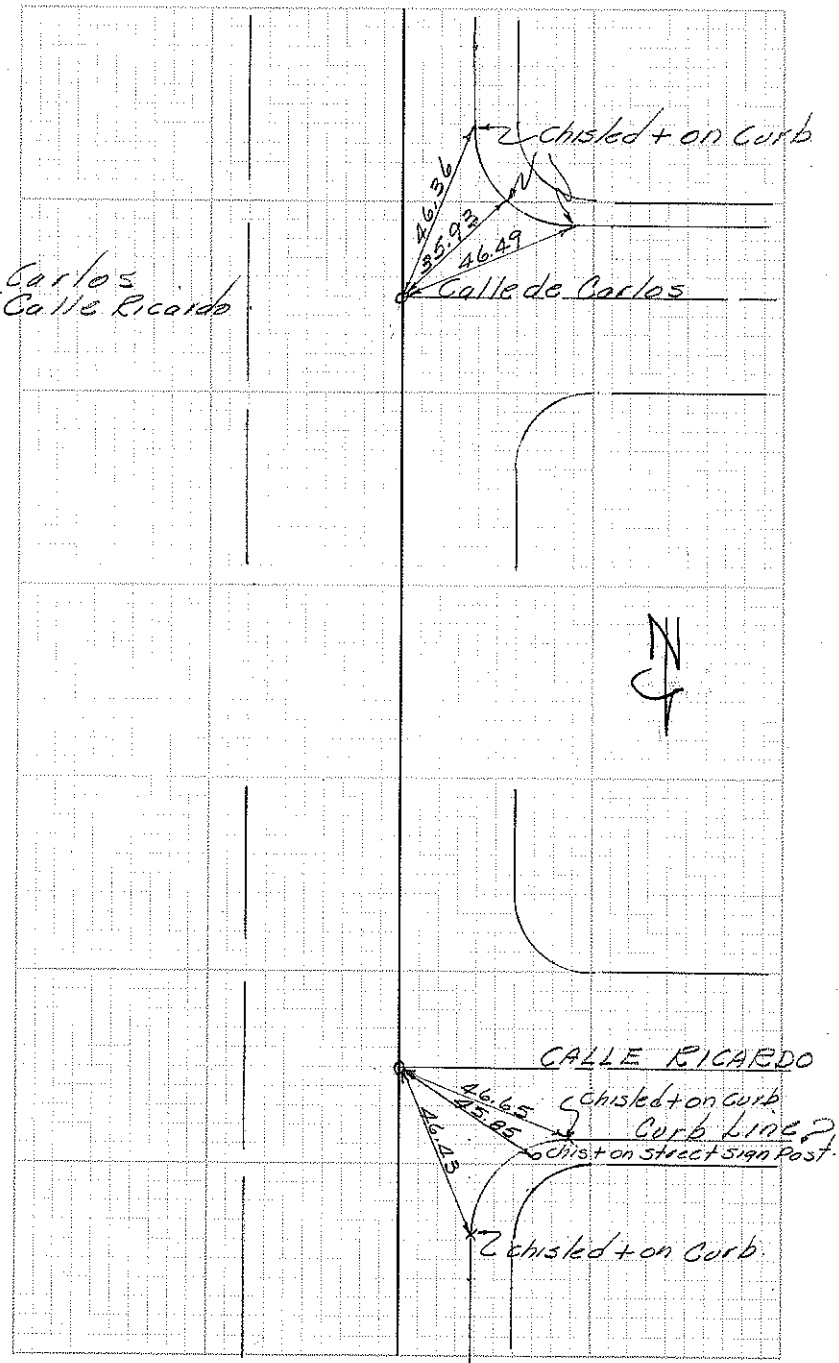 chisled + on Curb
46.36
35.93
46.49
Carlos
Calle Ricardo
Calle de Carlos
N
CALLE RICARDO
46.65
chisled + on curb
45.85
Curb Line
chis + on street sign Post.
46.43
chisled + on Curb.